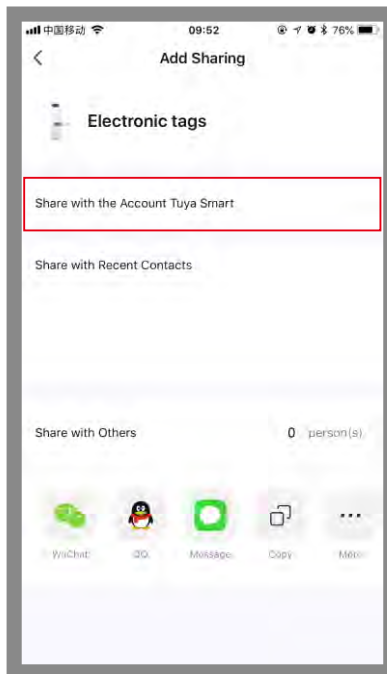 中国移动 09:52 76%
Add Sharing
Electronic tags
Share with the Account Tuya Smart
Share with Recent Contacts
Share with Others 0 person(s)
WeChat QQ Message Copy More